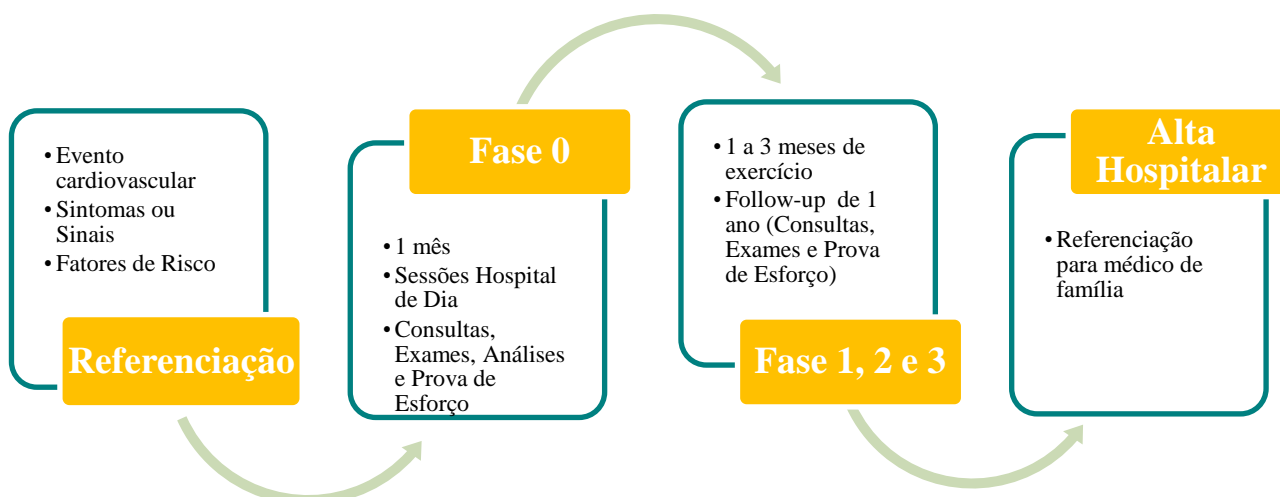 • Evento
cardiovascular
• Sintomas ou
Sinais
• Fatores de Risco
Referenciação
Fase 0
• 1 mês
• Sessões Hospital
de Dia
• Consultas,
Exames, Análises
e Prova de
Esforço
• 1 a 3 meses de
exercício
• Follow-up de 1
ano (Consultas,
Exames e Prova
de Esforço)
Fase 1, 2 e 3
Alta
Hospitalar
• Referenciação
para médico de
família